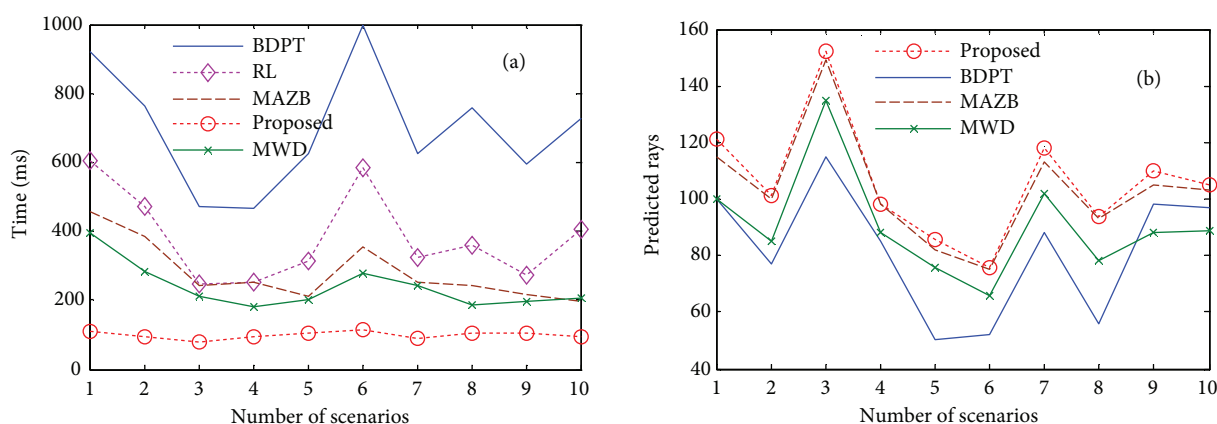 1000
800
600
400
200
0
Time (ms)
BDPT
RL
MAZB
Proposed
MWD
(a)
1 2 3 4 5 6 7 8 9 10
Number of scenarios
160
140
120
100
80
60
40
Predicted rays
Proposed
BDPT
MAZB
MWD
(b)
1 2 3 4 5 6 7 8 9 10
Number of scenarios